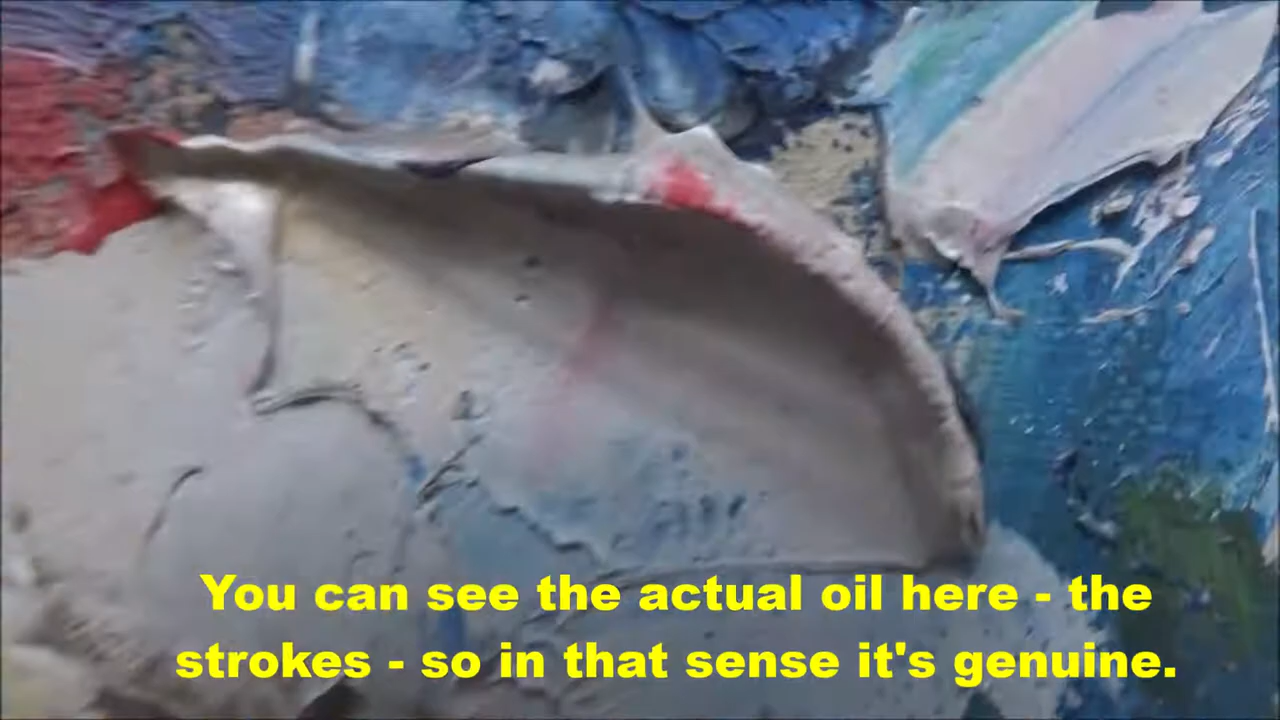 You can see the actual oil here - the
strokes - so in that sense it's genuine.